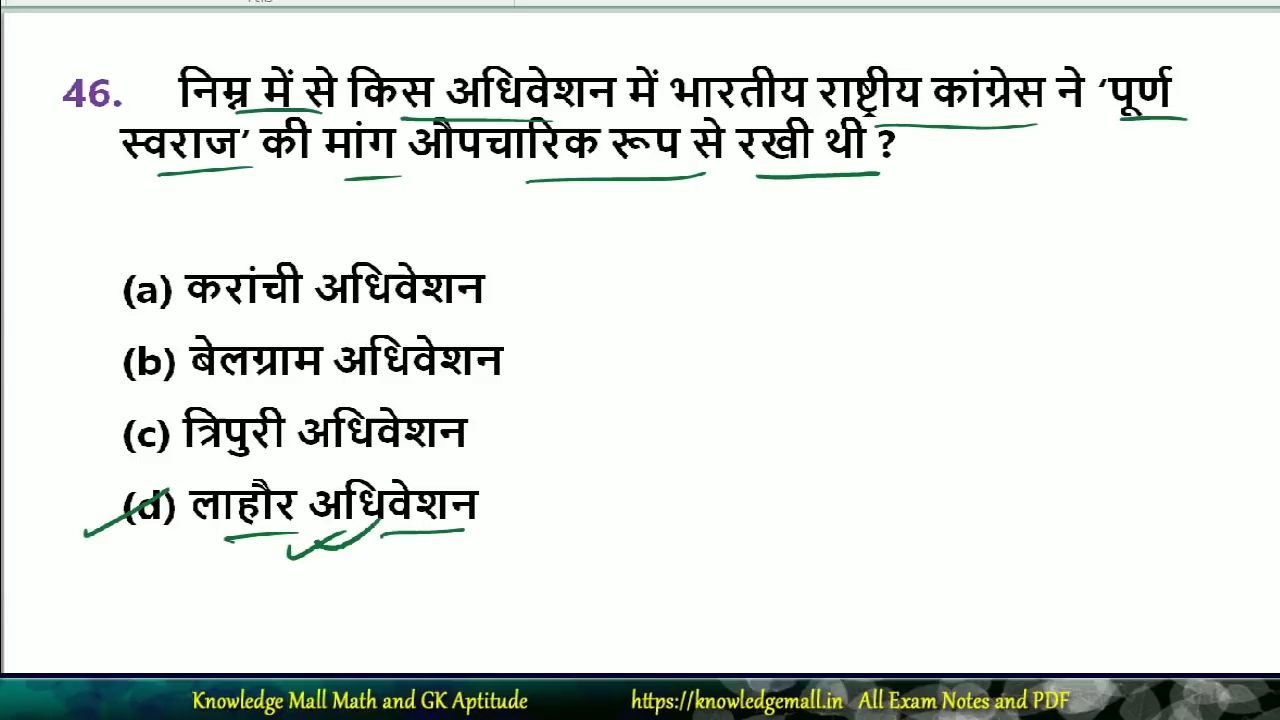 46. निम्न में से किस अधिवेशन में भारतीय राष्ट्रीय कांग्रेस ने ‘पूर्ण
स्वराज’ की मांग औपचारिक रूप से रखी थी ?
(a) करांची अधिवेशन
(b) बेलग्राम अधिवेशन
(c) त्रिपुरी अधिवेशन
(d) लाहौर अधिवेशन
Knowledge Mall Math and GK Aptitude https://knowledgemall.in All Exam Notes and PDF